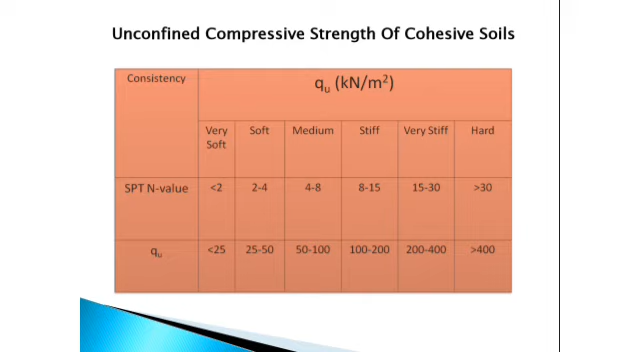 Unconfined Compressive Strength Of Cohesive Soils
Consistency
qu (kN/m2)
Very Soft Soft Medium Stiff Very Stiff Hard
SPT N-value <2 2-4 4-8 8-15 15-30 >30
qu <25 25-50 50-100 100-200 200-400 >400